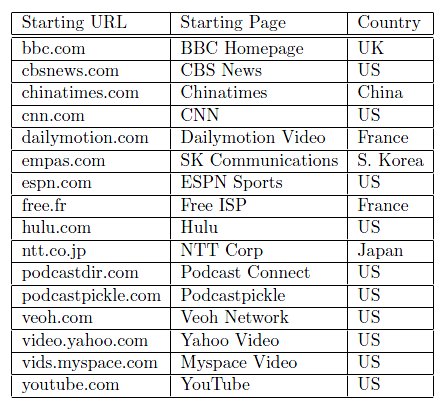 Starting URL Starting Page Country
bbc.com BBC Homepage UK
cbsnews.com CBS News US
chinatimes.com Chinatimes China
cnn.com CNN US
dailymotion.com Dailymotion Video France
empas.com SK Communications S. Korea
espn.com ESPN Sports US
free.fr Free ISP France
hulu.com Hulu US
ntt.co.jp NTT Corp Japan
podcastdir.com Podcast Connect US
podcastpickle.com Podcastpickle US
veoh.com Veoh Network US
video.yahoo.com Yahoo Video US
vids.myspace.com Myspace Video US
youtube.com YouTube US